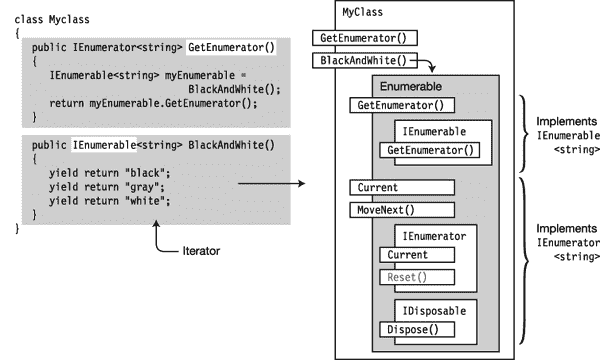 class Myclass
{
public IEnumerator<string> GetEnumerator()
{
IEnumerable<string> myEnumerable =
BlackAndWhite();
return myEnumerable.GetEnumerator();
}
public IEnumerable<string> BlackAndWhite()
{
yield return "black";
yield return "gray";
yield return "white";
}
}
Iterator
MyClass
GetEnumerator()
BlackAndWhite()
Enumerable
GetEnumerator()
IEnumerable
GetEnumerator()
Current
MoveNext()
IEnumerator
Current
Reset()
IDisposable
Dispose()
Implements
IEnumerable
<string>
Implements
IEnumerator
<string>